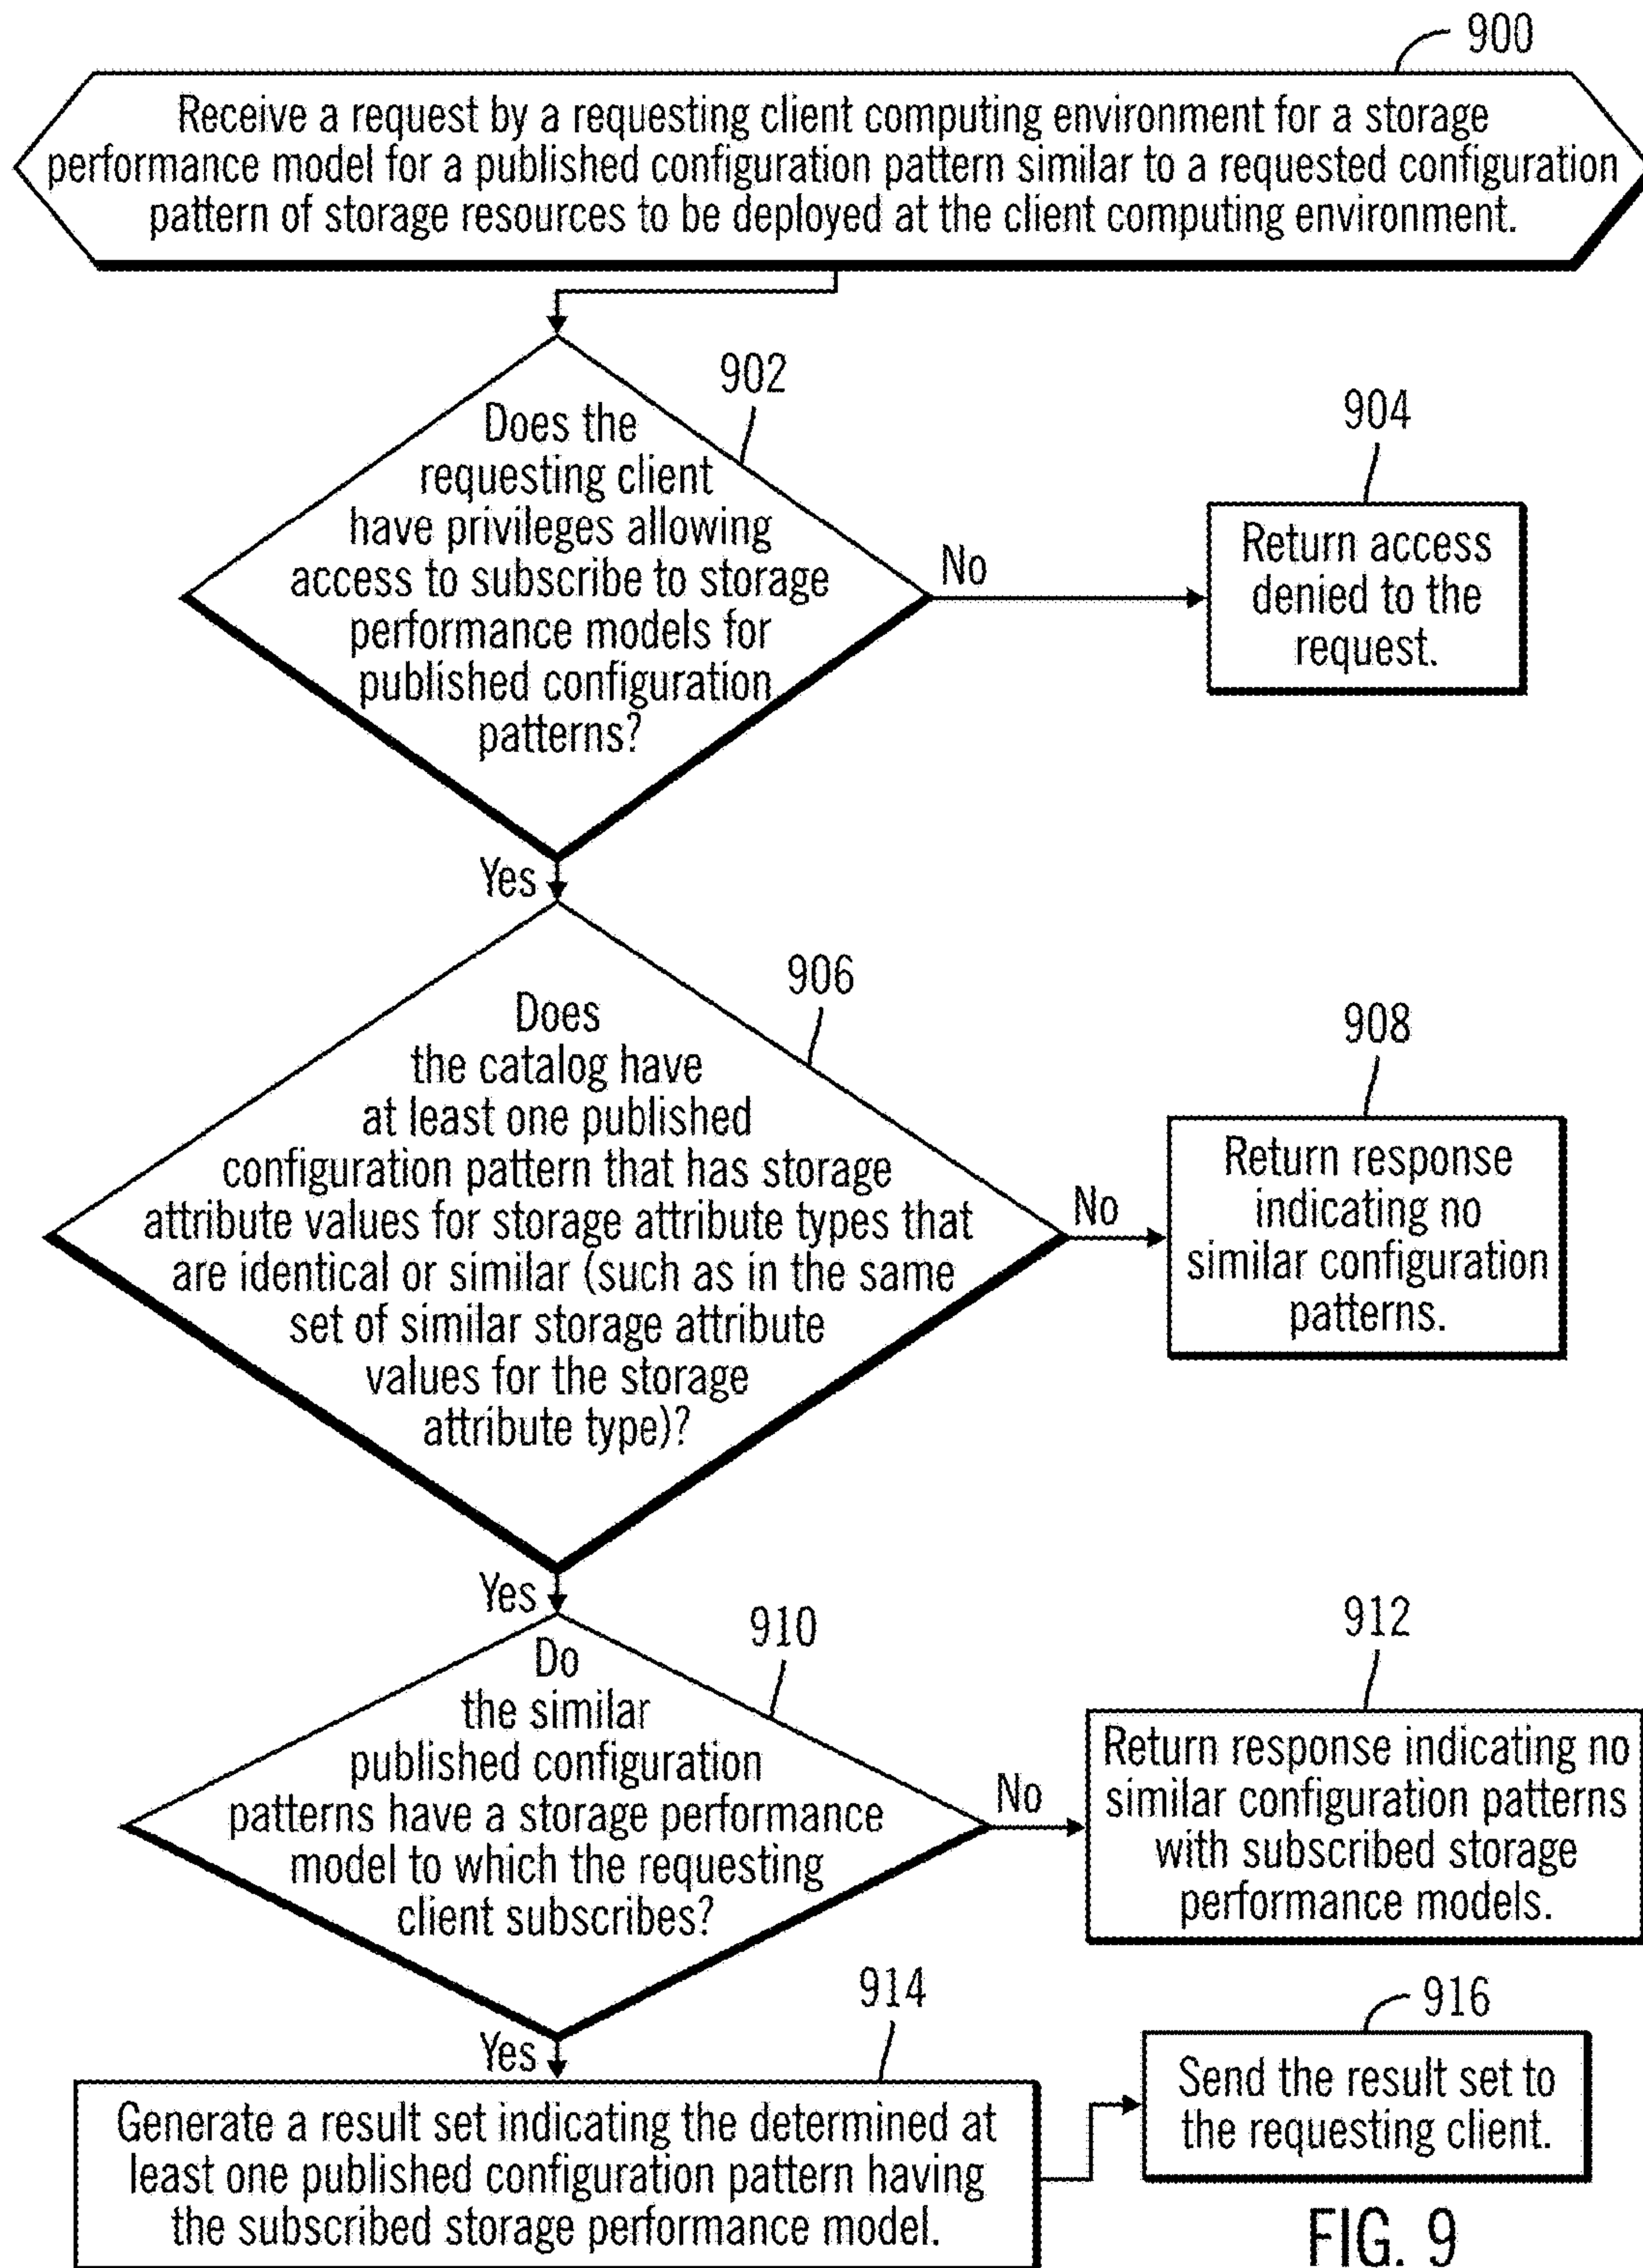 900
Receive a request by a requesting client computing environment for a storage
performance model for a published configuration pattern similar to a requested configuration
pattern of storage resources to be deployed at the client computing environment.
902
Does the
requesting client
have privileges allowing
access to subscribe to storage
performance models for
published configuration
patterns?
No
904
Return access
denied to the
request.
Yes
906
Does
the catalog have
at least one published
configuration pattern that has storage
attribute values for storage attribute types that
are identical or similar (such as in the same
set of similar storage attribute
values for the storage
attribute type)?
No
908
Return response
indicating no
similar configuration
patterns.
Yes
910
Do
the similar
published configuration
patterns have a storage performance
model to which the requesting
client subscribes?
No
912
Return response indicating no
similar configuration patterns
with subscribed storage
performance models.
Yes
914
Generate a result set indicating the determined at
least one published configuration pattern having
the subscribed storage performance model.
916
Send the result set to
the requesting client.
FIG. 9